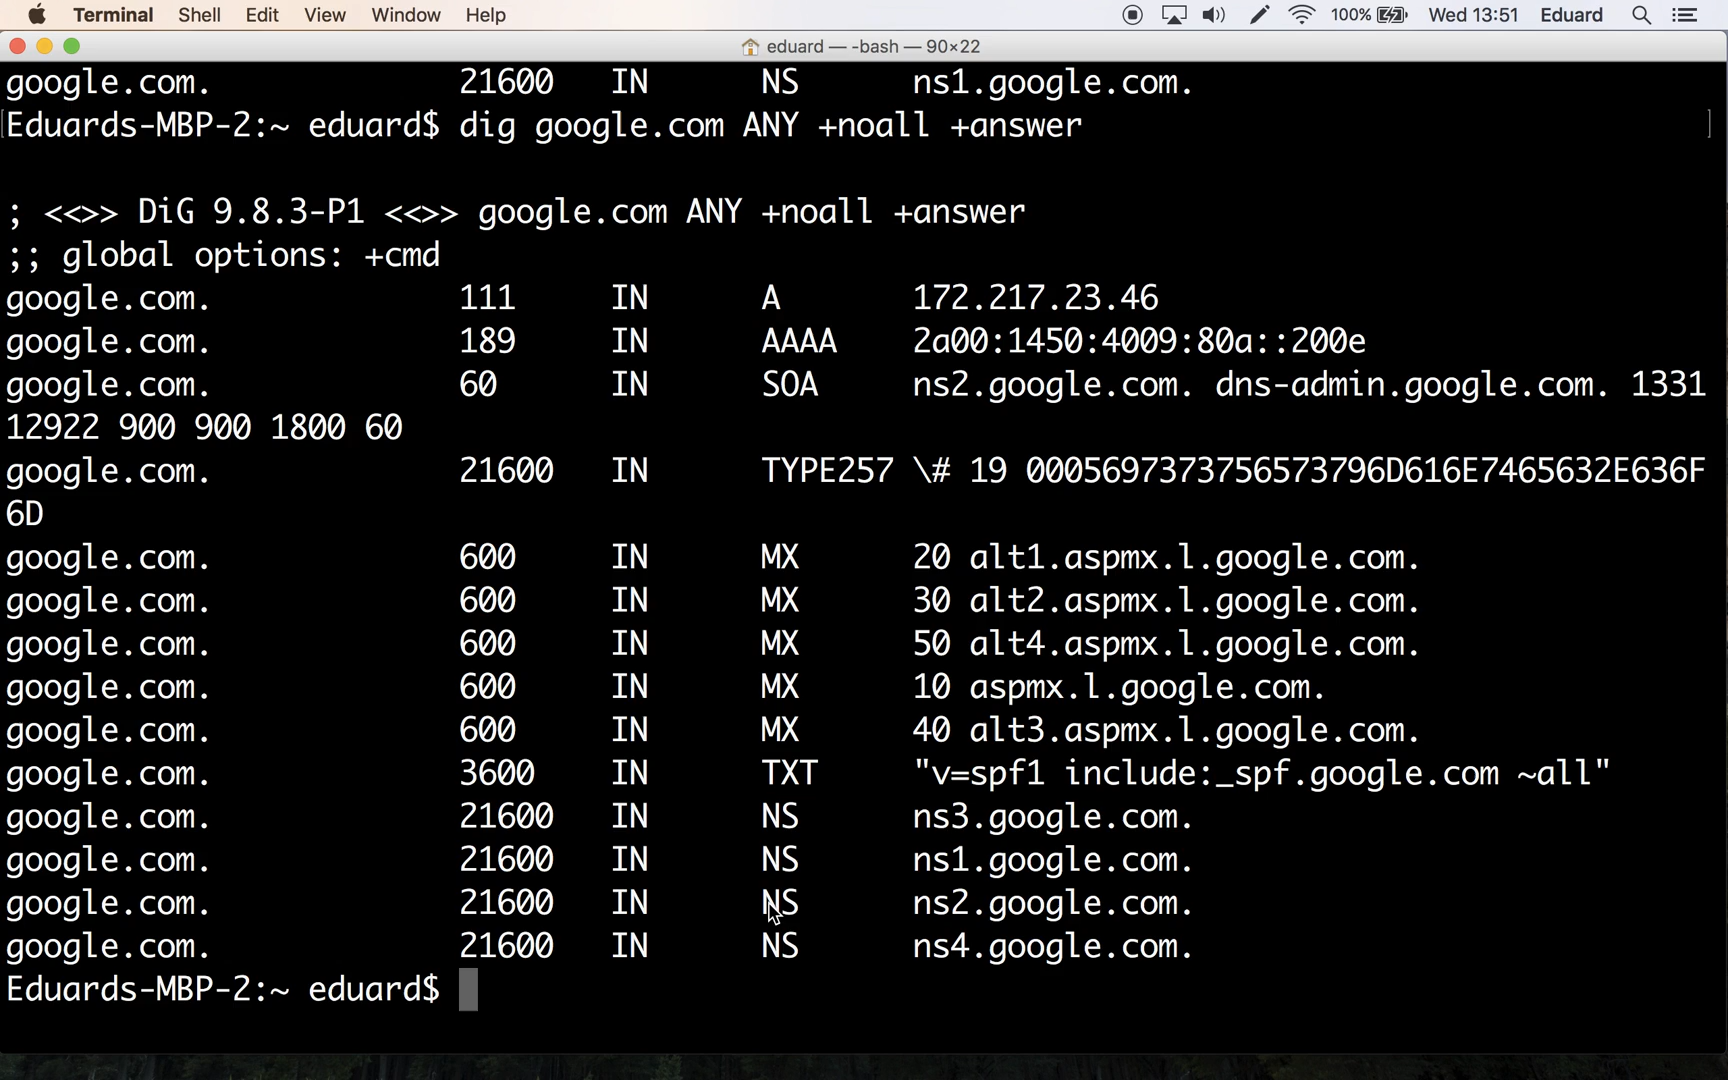 Terminal Shell Edit View Window Help 100% Wed 13:51 Eduard
eduard — -bash — 90×22
google.com. 21600 IN NS ns1.google.com.
[Eduards-MBP-2:~ eduard$ dig google.com ANY +noall +answer ]
; <<>> DiG 9.8.3-P1 <<>> google.com ANY +noall +answer
;; global options: +cmd
google.com. 111 IN A 172.217.23.46
google.com. 189 IN AAAA 2a00:1450:4009:80a::200e
google.com. 60 IN SOA ns2.google.com. dns-admin.google.com. 1331
12922 900 900 1800 60
google.com. 21600 IN TYPE257 \# 19 0005697373756573796D616E7465632E636F
6D
google.com. 600 IN MX 20 alt1.aspmx.l.google.com.
google.com. 600 IN MX 30 alt2.aspmx.l.google.com.
google.com. 600 IN MX 50 alt4.aspmx.l.google.com.
google.com. 600 IN MX 10 aspmx.l.google.com.
google.com. 600 IN MX 40 alt3.aspmx.l.google.com.
google.com. 3600 IN TXT "v=spf1 include:_spf.google.com ~all"
google.com. 21600 IN NS ns3.google.com.
google.com. 21600 IN NS ns1.google.com.
google.com. 21600 IN NS ns2.google.com.
google.com. 21600 IN NS ns4.google.com.
Eduards-MBP-2:~ eduard$